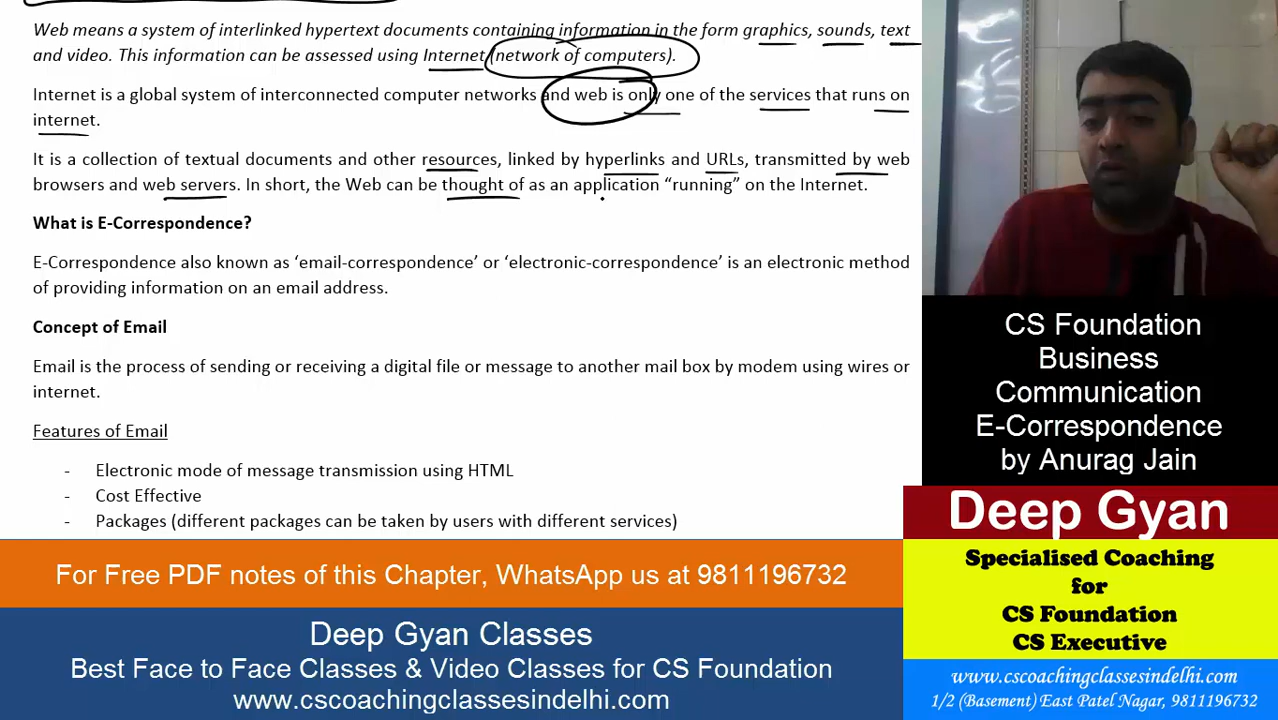 Web means a system of interlinked hypertext documents containing information in the form graphics, sounds, text
and video. This information can be assessed using Internet (network of computers).
Internet is a global system of interconnected computer networks and web is only one of the services that runs on
internet.
It is a collection of textual documents and other resources, linked by hyperlinks and URLs, transmitted by web
browsers and web servers. In short, the Web can be thought of as an application “running” on the Internet.
What is E-Correspondence?
E-Correspondence also known as ‘email-correspondence’ or ‘electronic-correspondence’ is an electronic method
of providing information on an email address.
Concept of Email
Email is the process of sending or receiving a digital file or message to another mail box by modem using wires or
internet.
Features of Email
- Electronic mode of message transmission using HTML
- Cost Effective
- Packages (different packages can be taken by users with different services)
CS Foundation
Business
Communication
E-Correspondence
by Anurag Jain
Deep Gyan
Specialised Coaching
for
CS Foundation
CS Executive
www.cscoachingclassesindelhi.com
1/2 (Basement) East Patel Nagar, 9811196732
For Free PDF notes of this Chapter, WhatsApp us at 9811196732
Deep Gyan Classes
Best Face to Face Classes & Video Classes for CS Foundation
www.cscoachingclassesindelhi.com